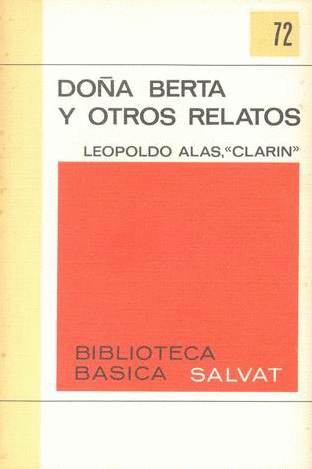 72
DOÑA BERTA
Y OTROS RELATOS
LEOPOLDO ALAS, «CLARIN»
BIBLIOTECA
BASICA SALVAT